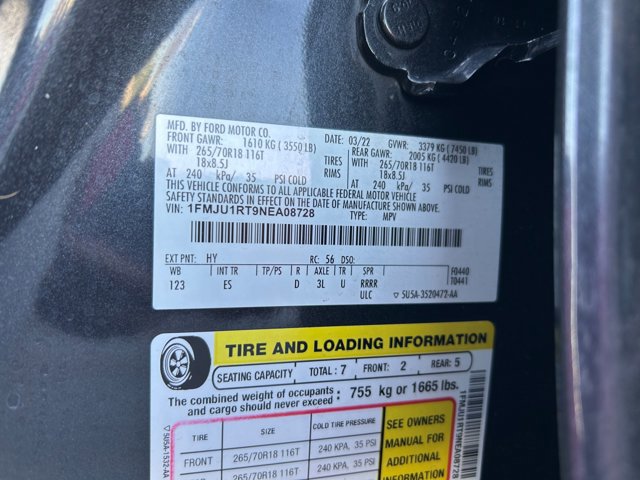 MFD. BY FORD MOTOR CO. 03/22 GVWR: 3379 KG (7450 LB)
FRONT GAWR: 1610 KG (3550 LB) REAR GAWR: 2005 KG (4420 LB)
WITH 265/70R18 116T TIRES WITH 265/70R18 116T TIRES
18x8.5J RIMS 18x8.5J RIMS
AT 240 kPa/ 35 PSI COLD AT 240 kPa/ 35 PSI COLD
THIS VEHICLE CONFORMS TO ALL APPLICABLE FEDERAL MOTOR VEHICLE
SAFETY STANDARDS IN EFFECT ON THE DATE OF MANUFACTURE SHOWN ABOVE.
VIN: 1FMJU1RT9NEA08728 TYPE: MPV
EXT PNT: HY RC: 56 DSO: F0440
WB INT TR TP/PS R AXLE TR SPR T0441
123 ES D 3L U RRRR
ULC ▽ SU5A-3520472-AA
TIRE AND LOADING INFORMATION
SEATING CAPACITY TOTAL: 7 FRONT: 2 REAR: 5
The combined weight of occupants and cargo should never exceed: 755 kg or 1665 lbs.
TIRE SIZE COLD TIRE PRESSURE
FRONT 265/70R18 116T 240 KPA, 35 PSI
265/70R18 116T 240 KPA, 35 PSI
SEE OWNERS
MANUAL FOR
ADDITIONAL
INFORMATION
1FMJU1RT9NEA08728
▽ SU5A-1532-AA